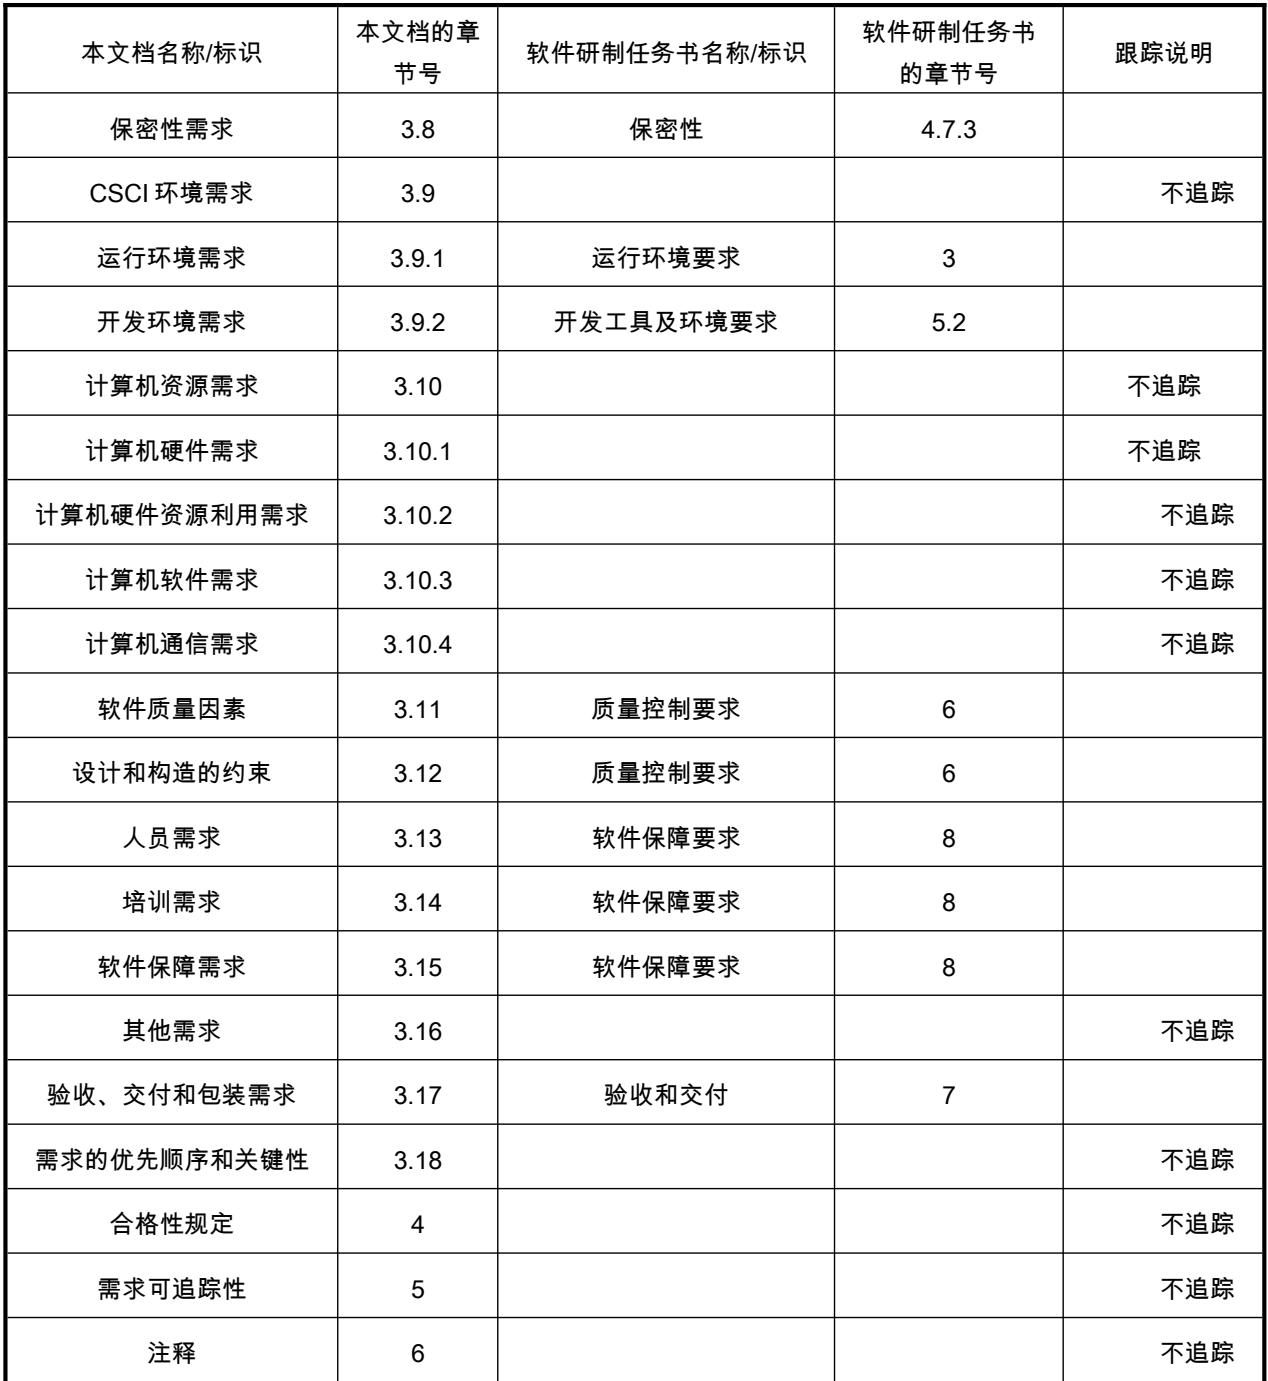 本文档名称/标识 本文档的章节号 软件研制任务书名称/标识 软件研制任务书的章节号 跟踪说明
保密性需求 3.8 保密性 4.7.3
CSCI 环境需求 3.9 不追踪
运行环境需求 3.9.1 运行环境要求 3
开发环境需求 3.9.2 开发工具及环境要求 5.2
计算机资源需求 3.10 不追踪
计算机硬件需求 3.10.1 不追踪
计算机硬件资源利用需求 3.10.2 不追踪
计算机软件需求 3.10.3 不追踪
计算机通信需求 3.10.4 不追踪
软件质量因素 3.11 质量控制要求 6
设计和构造的约束 3.12 质量控制要求 6
人员需求 3.13 软件保障要求 8
培训需求 3.14 软件保障要求 8
软件保障需求 3.15 软件保障要求 8
其他需求 3.16 不追踪
验收、交付和包装需求 3.17 验收和交付 7
需求的优先顺序和关键性 3.18 不追踪
合格性规定 4 不追踪
需求可追踪性 5 不追踪
注释 6 不追踪